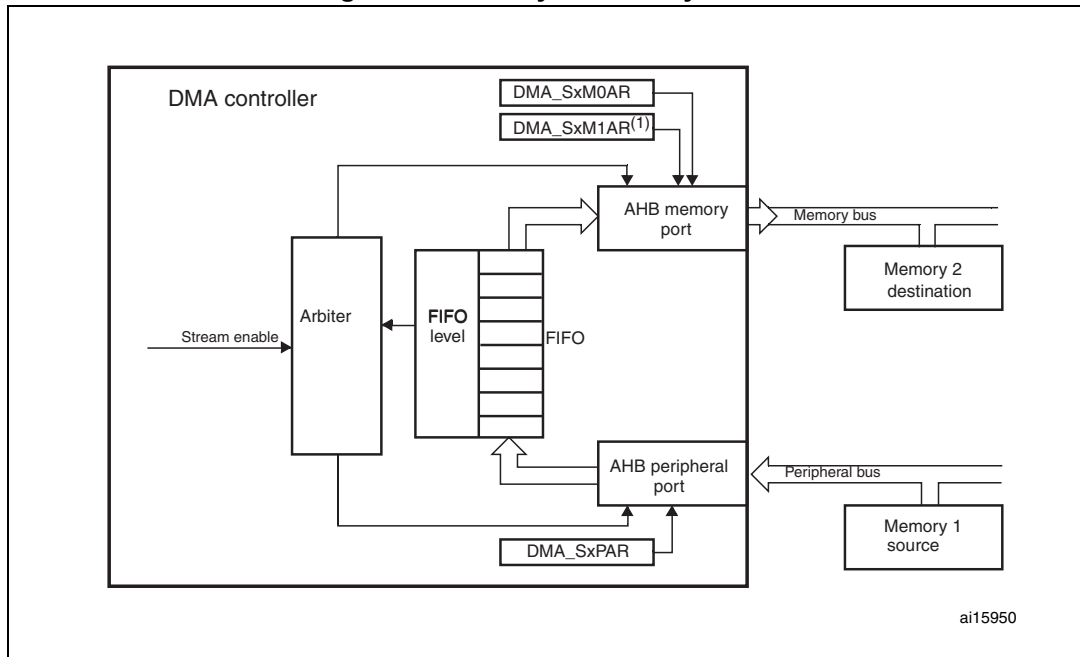 DMA controller
DMA_SxM0AR
DMA_SxM1AR(1)
AHB memory
port
Memory bus
Memory 2
destination
Arbiter
FIFO
level
FIFO
Stream enable
AHB peripheral
port
Peripheral bus
DMA_SxPAR
Memory 1
source
ai15950